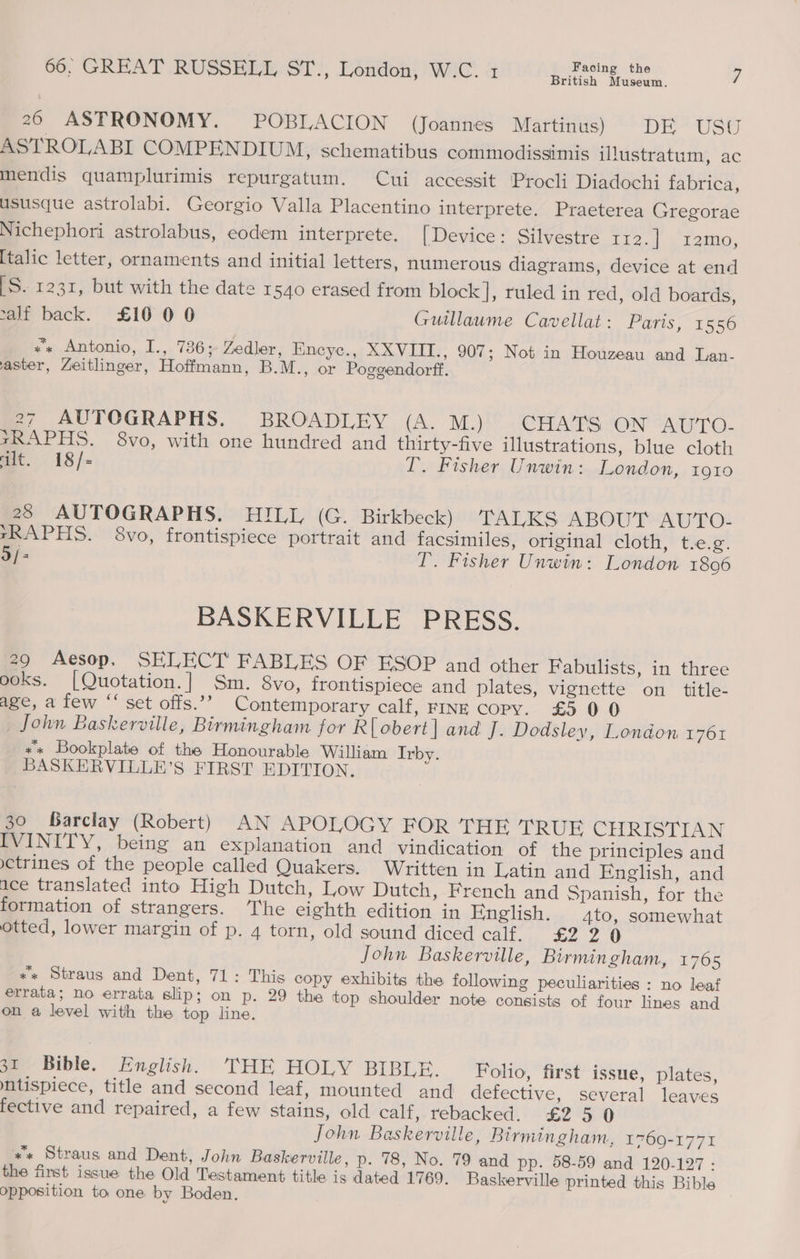 66, GREAT RUSSELL ST., London, W.C. 1 Facing the British Museum. 7
26 ASTRONOMY. POBLACION (Joannes Martinus) DE USU
ASTROLABI COMPENDIUM, schematibus commodissimis illustratum, ac
mendis quamplurimis repurgatum. Cui accessit Procli Diadochi fabrica,
ususque astrolabi. Georgio Valla Placentino interprete. Praeterea Gregorae
Nichephori astrolabus, eodem interprete. [Device: Silvestre 112.] 12mo,
Italic letter, ornaments and initial letters, numerous diagrams, device at end
[S. 1231, but with the date 1540 erased from block], ruled in red, old boards,
calf back. £10 0 0 Guillaume Cavellat: Paris, 1556
*** Antonio, I., 736; Zedler, Encyc., XXVIII., 907; Not in Houzeau and Lan-
caster, Zeitlinger, Hoffmann, B.M., or Poggendorff.
27 AUTOGRAPHS. BROADLEY (A. M.) CHATS ON AUTO-
GRAPHS. 8vo, with one hundred and thirty-five illustrations, blue cloth
gilt. 18/- T. Fisher Unwin: London, 1910
28 AUTOGRAPHS. HILL (G. Birkbeck) TALKS ABOUT AUTO-
GRAPHS. 8vo, frontispiece portrait and facsimiles, original cloth, t.e.g.
5/- T. Fisher Unwin: London 1896
BASKERVILLE PRESS.
29 Aesop. SELECT FABLES OF ESOP and other Fabulists, in three
ooks. [Quotation.] Sm. 8vo, frontispiece and plates, vignette on title-
age, a few “ set offs.” Contemporary calf, FINE COPY. £5 0 0
John Baskerville, Birmingham for R[obert] and J. Dodsley, London 1761
*** Bookplate of the Honourable William Irby.
BASKERVILLE'S FIRST EDITION.
30 Barclay (Robert) AN APOLOGY FOR THE TRUE CHRISTIAN
IVINITY, being an explanation and vindication of the principles and
octrines of the people called Quakers. Written in Latin and English, and
nce translated into High Dutch, Low Dutch, French and Spanish, for the
formation of strangers. The eighth edition in English. 4to, somewhat
otted, lower margin of p. 4 torn, old sound diced calf. £2 2 0
John Baskerville, Birmingham, 1765
*** Straus and Dent, 71: This copy exhibits the following peculiarities : no leaf
errata; no errata slip; on p. 29 the top shoulder note consists of four lines and
on a level with the top line.
31 Bible. English. THE HOLY BIBLE. Folio, first issue, plates,
ontispiece, title and second leaf, mounted and defective, several leaves
fective and repaired, a few stains, old calf, rebacked. £2 5 0
John Baskerville, Birmingham, 1769-1771
*** Straus and Dent, John Baskerville, p. 78, No. 79 and pp. 58-59 and 120-127 :
the first issue the Old Testament title is dated 1769. Baskerville printed this Bible
opposition to one by Boden.